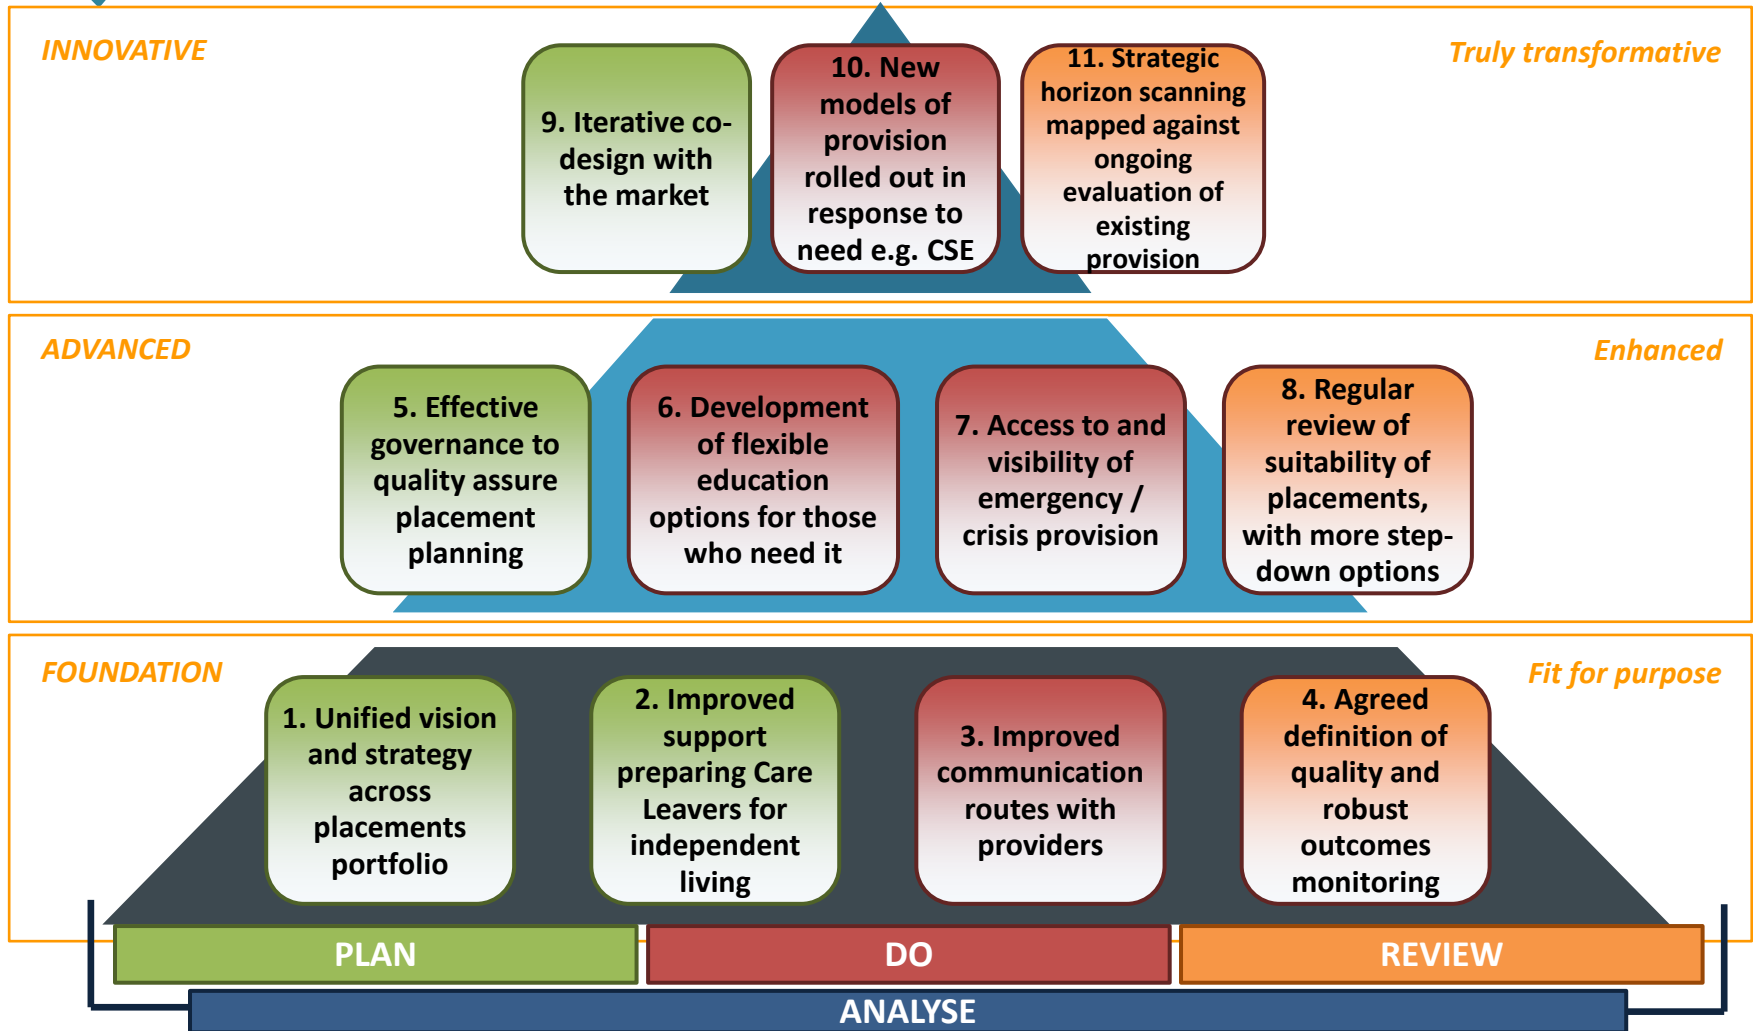 INNOVATIVE
Truly transformative
9. Iterative co-
design with
the market
10. New
models of
provision
rolled out in
response to
need e.g. CSE
11. Strategic
horizon scanning
mapped against
ongoing
evaluation of
existing
provision
ADVANCED
Enhanced
5. Effective
governance to
quality assure
placement
planning
6. Development
of flexible
education
options for those
who need it
7. Access to and
visibility of
emergency /
crisis provision
8. Regular
review of
suitability of
placements,
with more step-
down options
FOUNDATION
Fit for purpose
1. Unified vision
and strategy
across
placements
portfolio
2. Improved
support
preparing Care
Leavers for
independent
living
3. Improved
communication
routes with
providers
4. Agreed
definition of
quality and
robust
outcomes
monitoring
PLAN
DO
REVIEW
ANALYSE